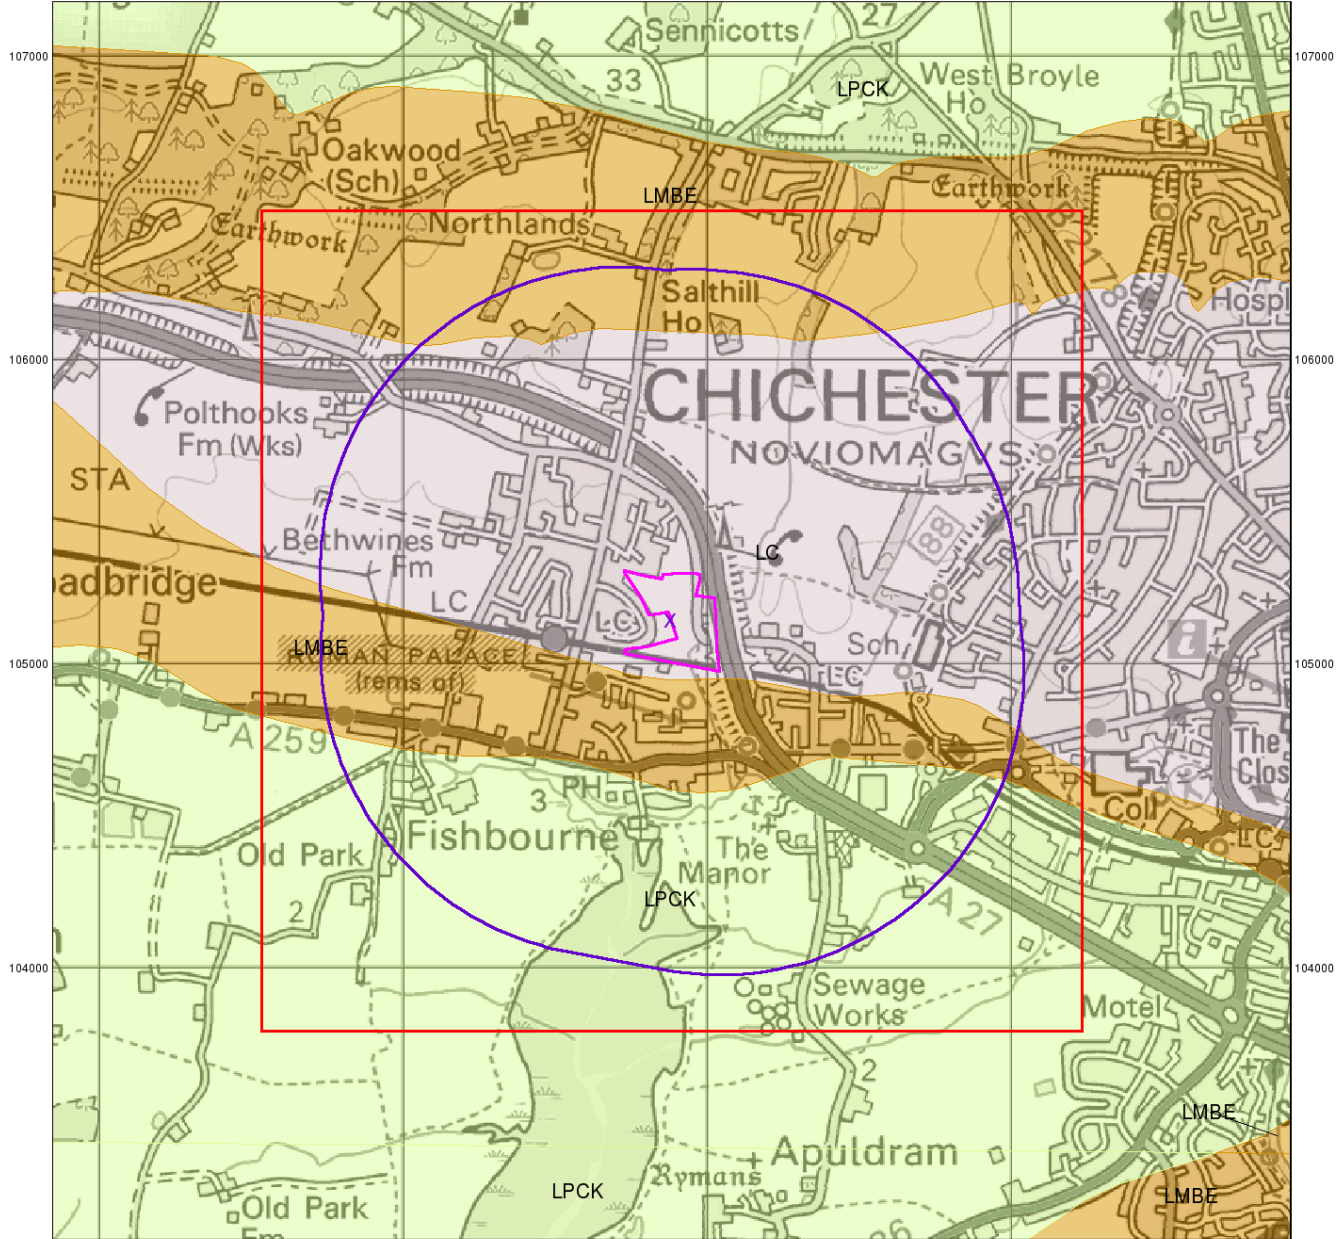 27
Sennicotts
107000
107000
33
West Broyle
Ho
LPCK
Oakwood
(Sch)
LMBE
Earthwork
Earthwork
Northlands
Salthill
Ho
Hospl
106000
106000
CHICHESTER
NOVIOMAGVS
Polthooks
Fm (Wks)
STA
88
Bethwines
Fm
LC
oadbridge
LC
LC
X
Sch
LMBE
ROMAN PALACE
(rems of)
LC
105000
105000
A 259
The
Clos
PH
3
Coll
LC
Fishbourne
Old Park
The
Manor
LPCK
A 27
2
104000
104000
Sewage
Works
Motel
2
LMBE
Apuldram
Rymans
LPCK
LMBE
Old Park
Fm